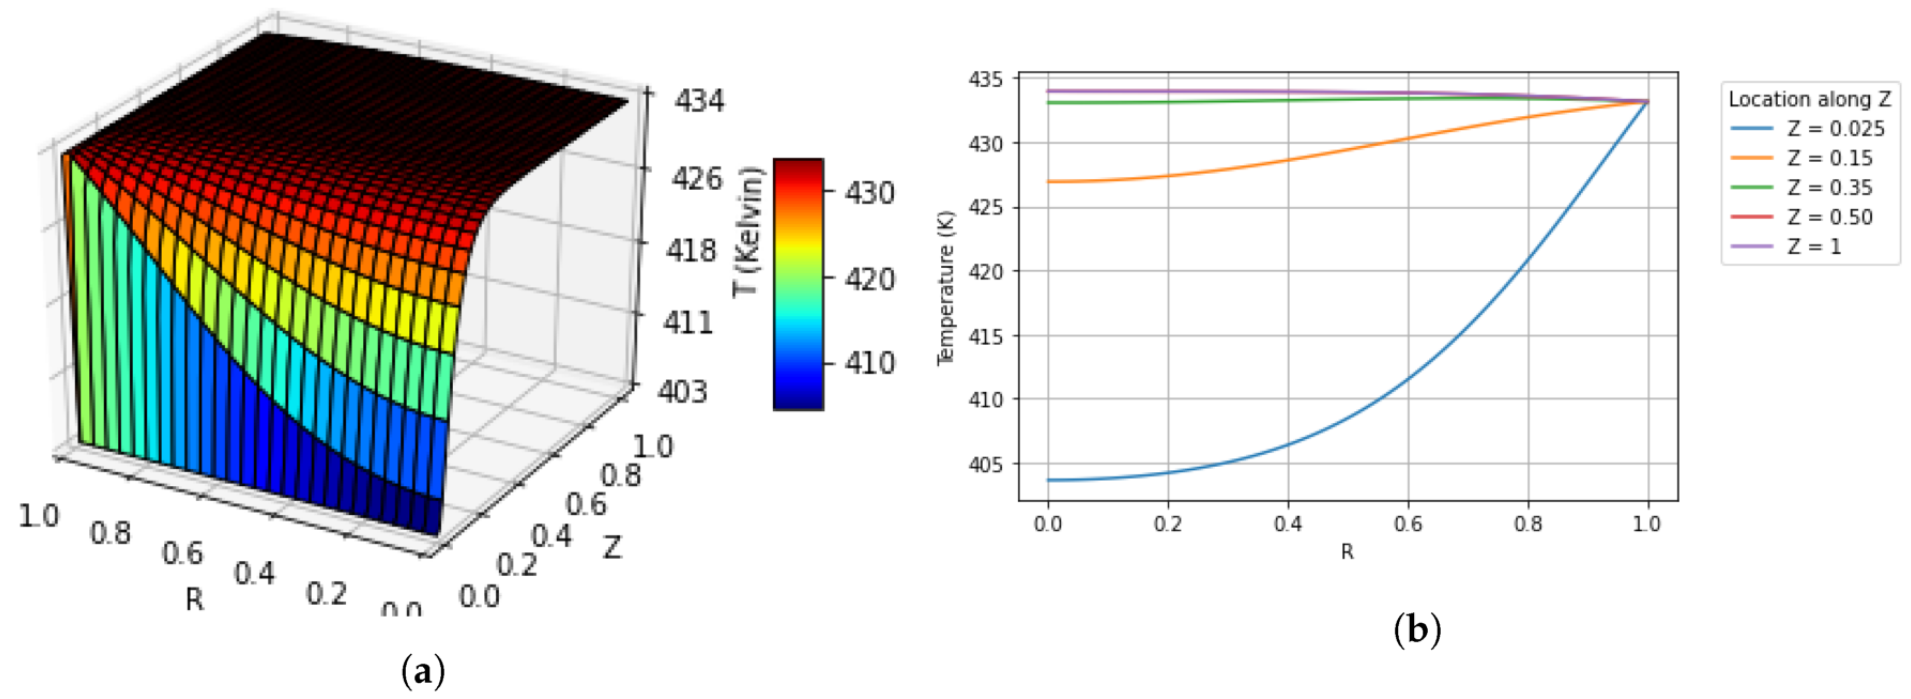 434
426
418
411
403
T (Kelvin)
430
420
410
1.0
0.8
0.6
0.4
0.2
0.0
Z
1.0
0.8
0.6
0.4
0.2
0.0
R
(a)
435
430
425
420
415
410
405
Temperature (K)
0.0 0.2 0.4 0.6 0.8 1.0
R
Location along Z
Z = 0.025
Z = 0.15
Z = 0.35
Z = 0.50
Z = 1
(b)